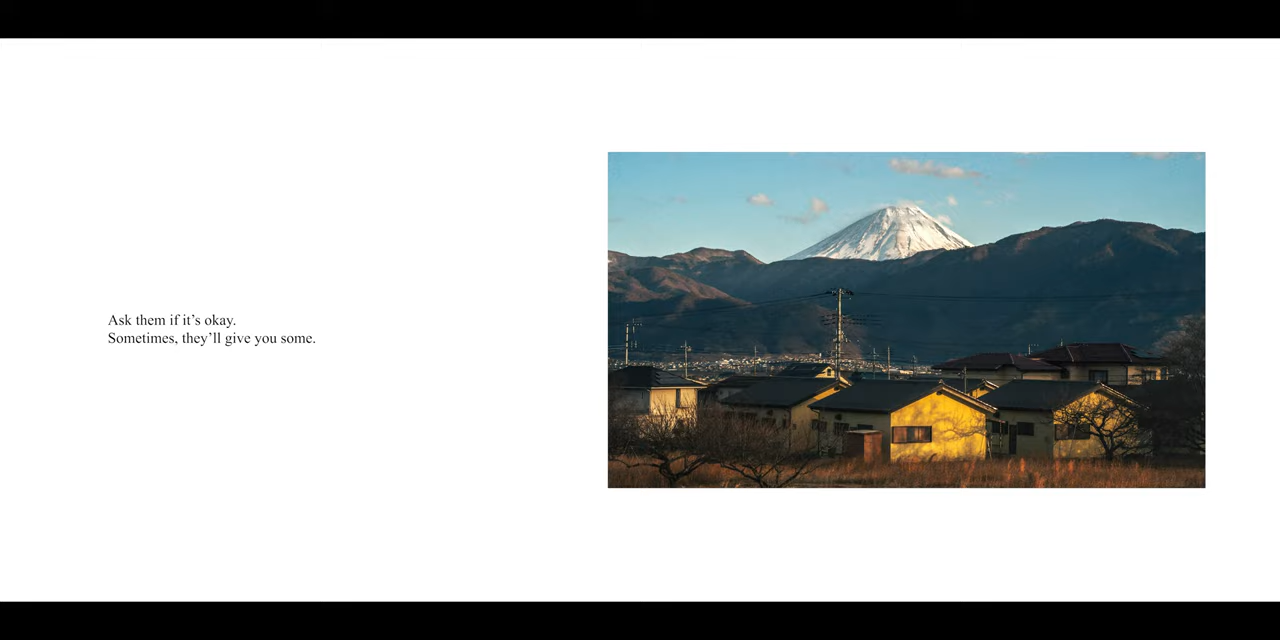 Ask them if it’s okay.
Sometimes, they’ll give you some.